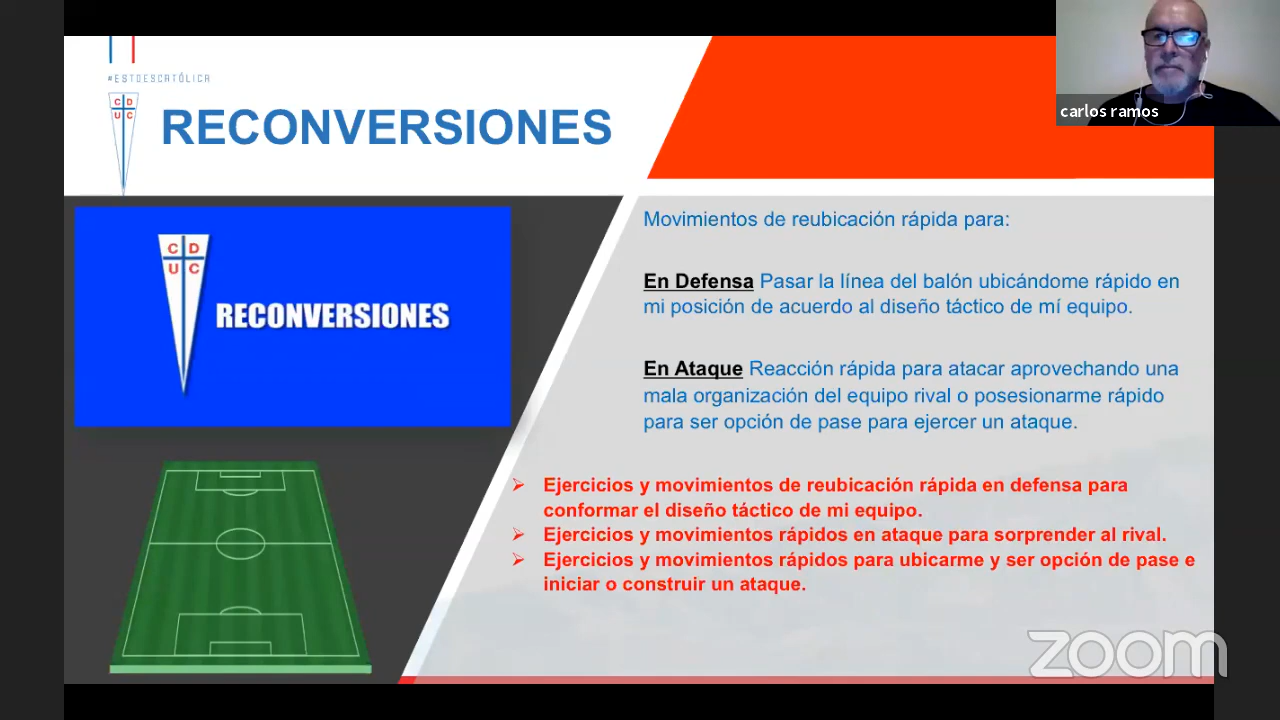 #ESTOESCATÓLICA
C D
U C
RECONVERSIONES
carlos ramos
C D
U C
RECONVERSIONES
Movimientos de reubicación rápida para:
En Defensa Pasar la línea del balón ubicándome rápido en
mi posición de acuerdo al diseño táctico de mí equipo.
En Ataque Reacción rápida para atacar aprovechando una
mala organización del equipo rival o posesionarme rápido
para ser opción de pase para ejercer un ataque.
➢ Ejercicios y movimientos de reubicación rápida en defensa para
conformar el diseño táctico de mi equipo.
➢ Ejercicios y movimientos rápidos en ataque para sorprender al rival.
➢ Ejercicios y movimientos rápidos para ubicarme y ser opción de pase e
iniciar o construir un ataque.
zoom